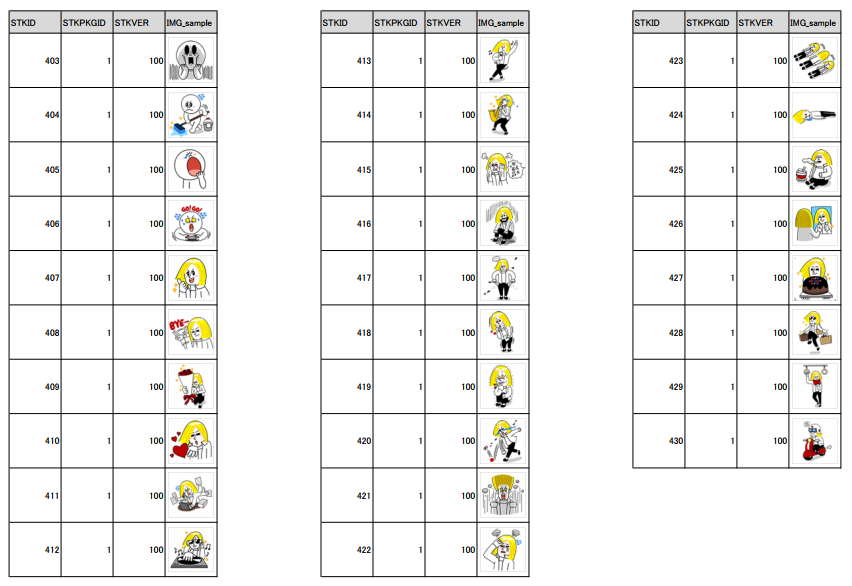 STKID STKPKGID STKVER IMG_sample
403 1 100
404 1 100
405 1 100
406 1 100 GO!GO!
407 1 100
408 1 100 BYE~
409 1 100
410 1 100
411 1 100
412 1 100
STKID STKPKGID STKVER IMG_sample
413 1 100
414 1 100
415 1 100
416 1 100
417 1 100
418 1 100
419 1 100
420 1 100
421 1 100
422 1 100
STKID STKPKGID STKVER IMG_sample
423 1 100
424 1 100
425 1 100
426 1 100
427 1 100
428 1 100
429 1 100
430 1 100